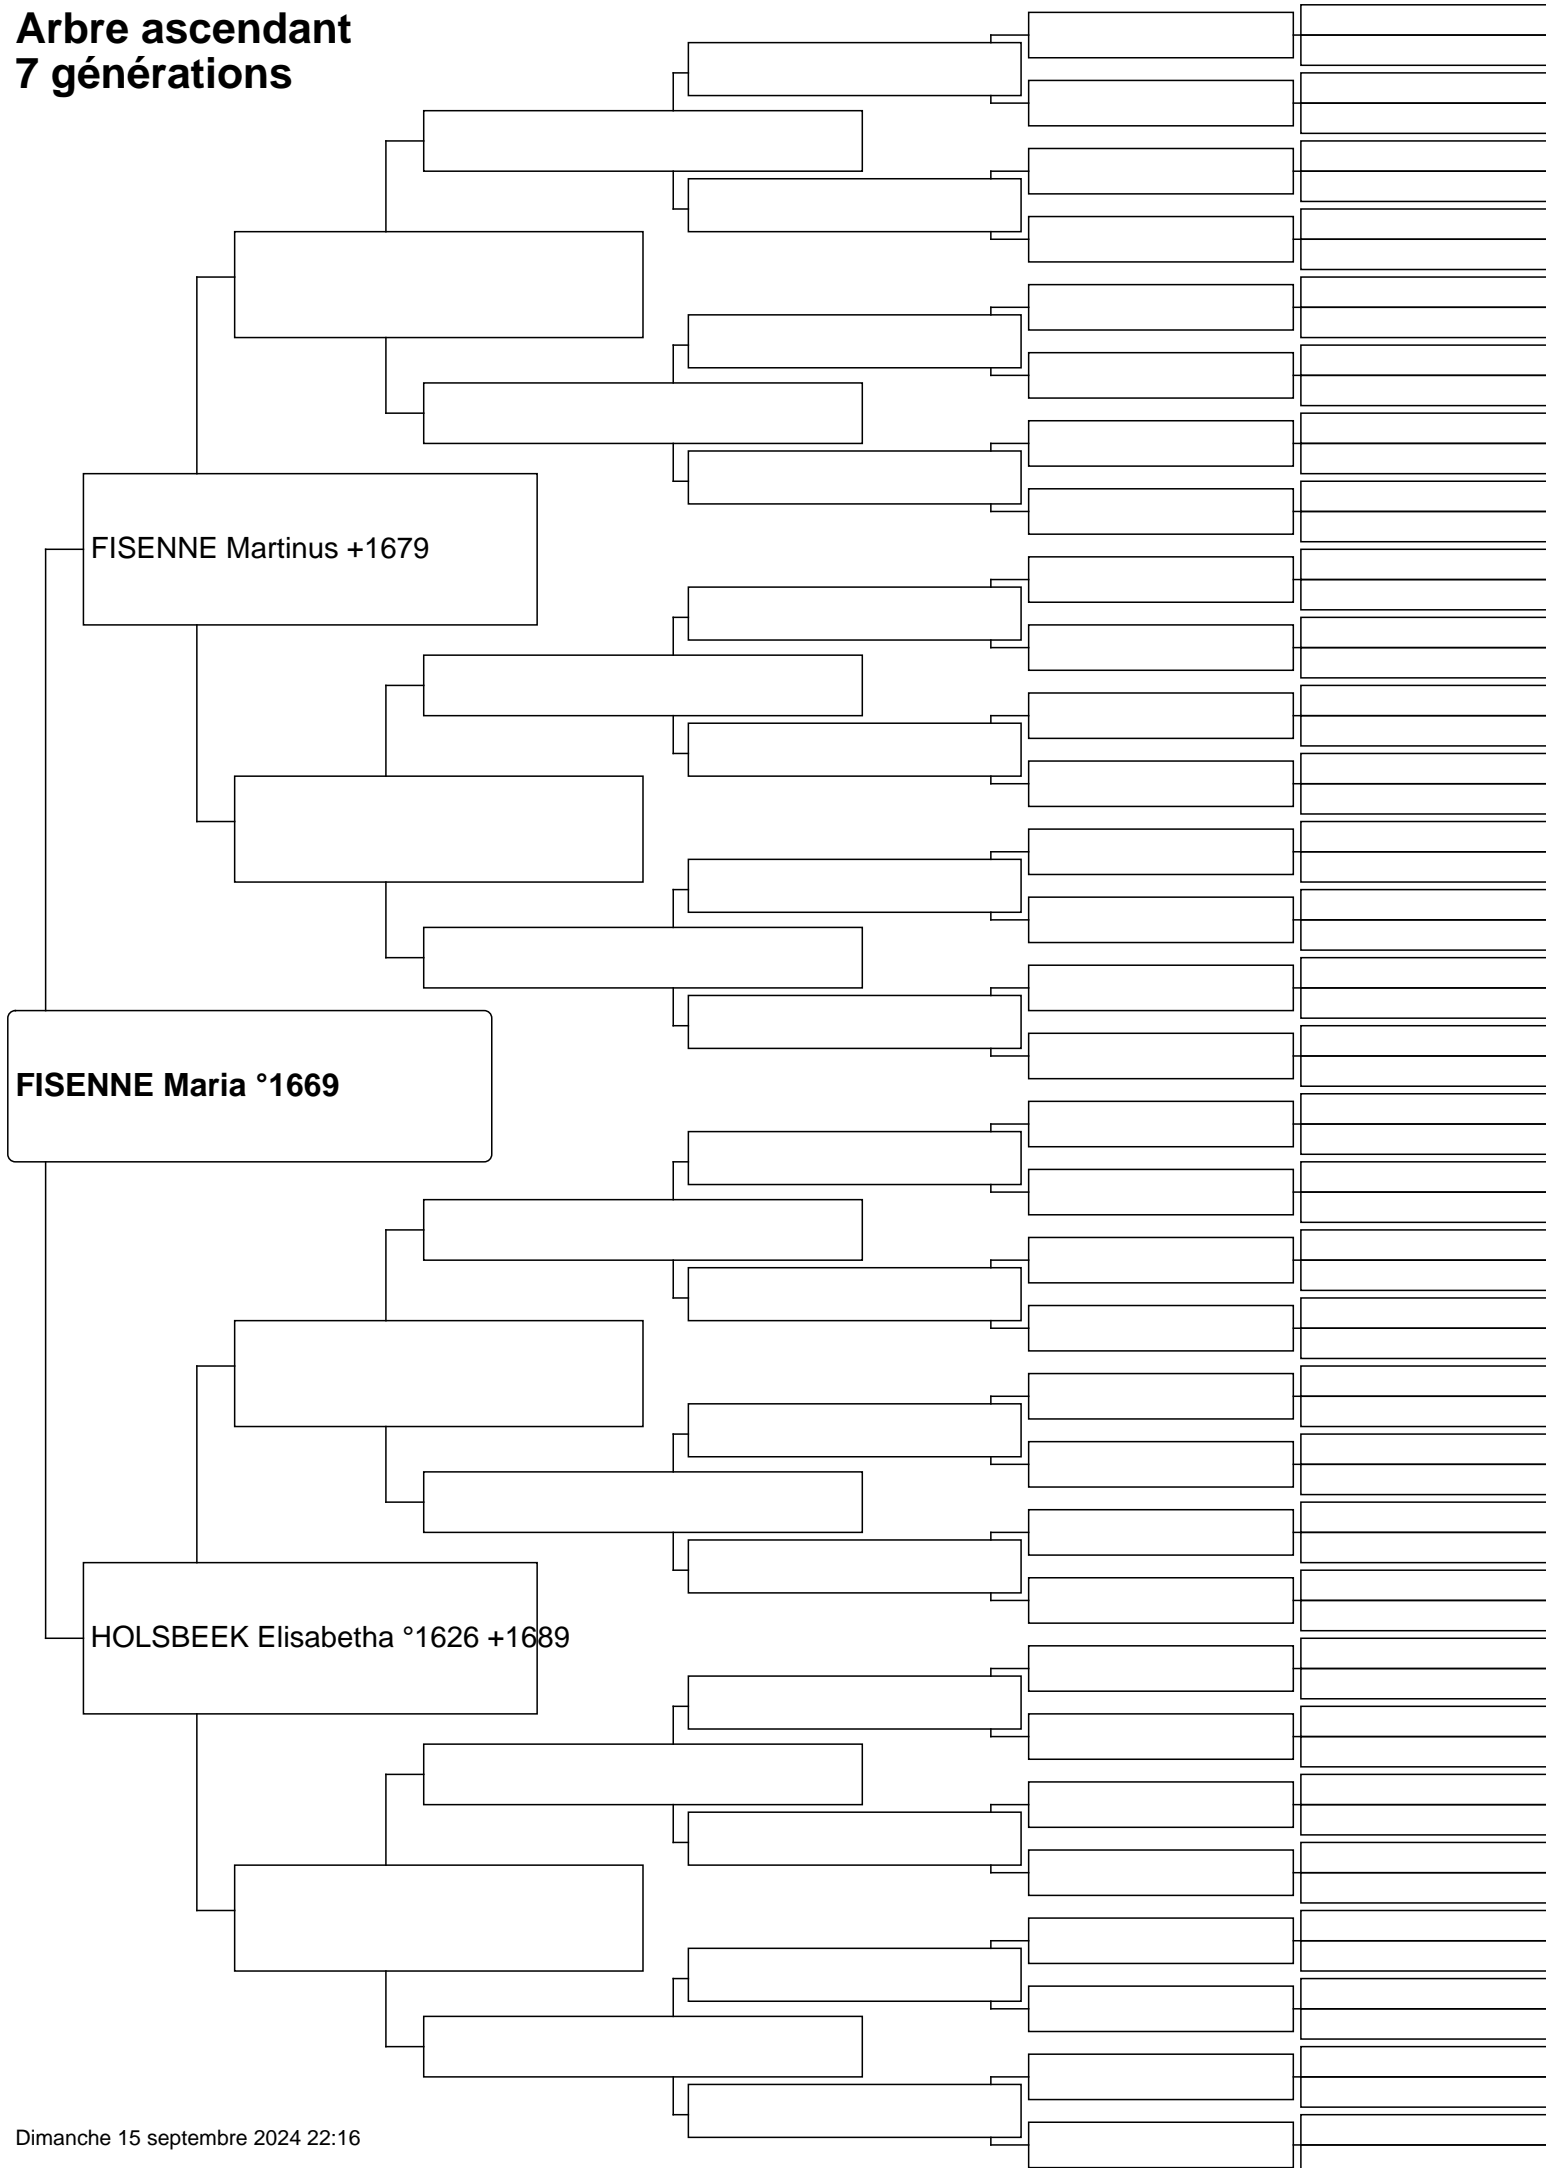 Arbre ascendant
7 générations
FISENNE Martinus +1679
FISENNE Maria °1669
HOLSBEEK Elisabetha °1626 +1689
Dimanche 15 septembre 2024 22:16